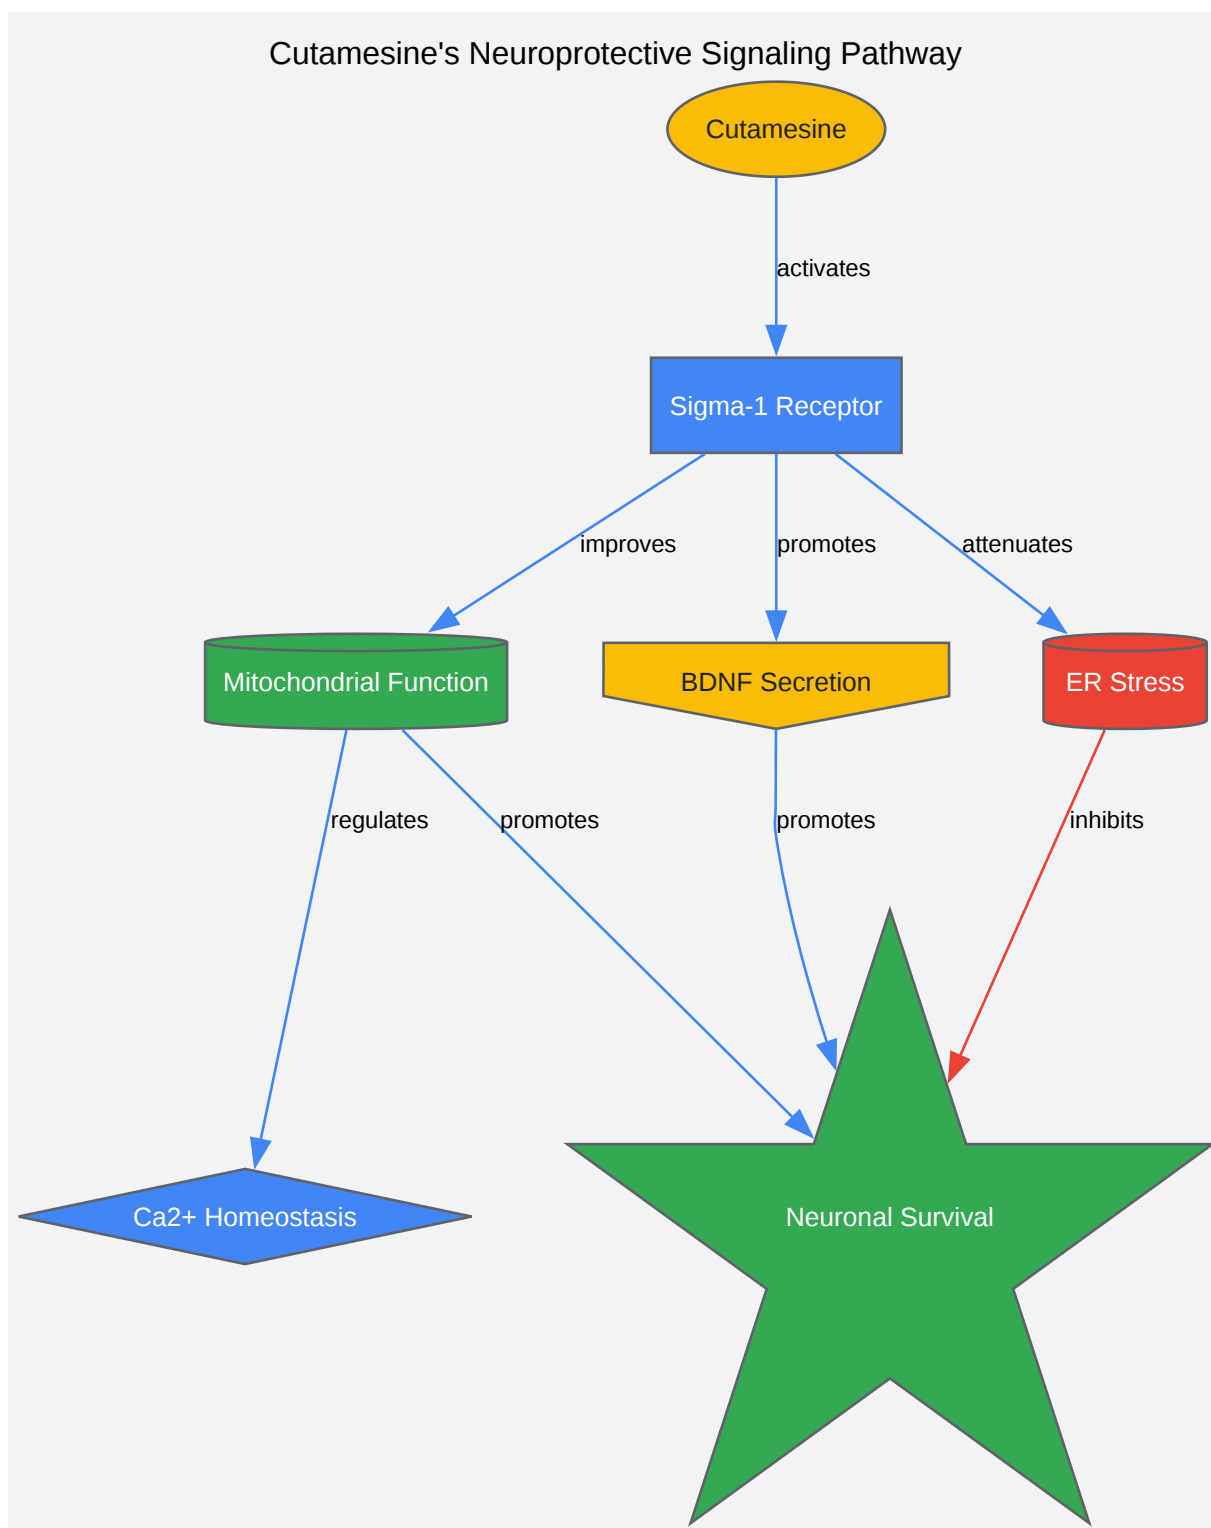 Cutamesine's Neuroprotective Signaling Pathway
Cutamesine
activates
Sigma-1 Receptor
improves
promotes
attenuates
Mitochondrial Function
BDNF Secretion
ER Stress
regulates
promotes
promotes
inhibits
Ca2+ Homeostasis
Neuronal Survival